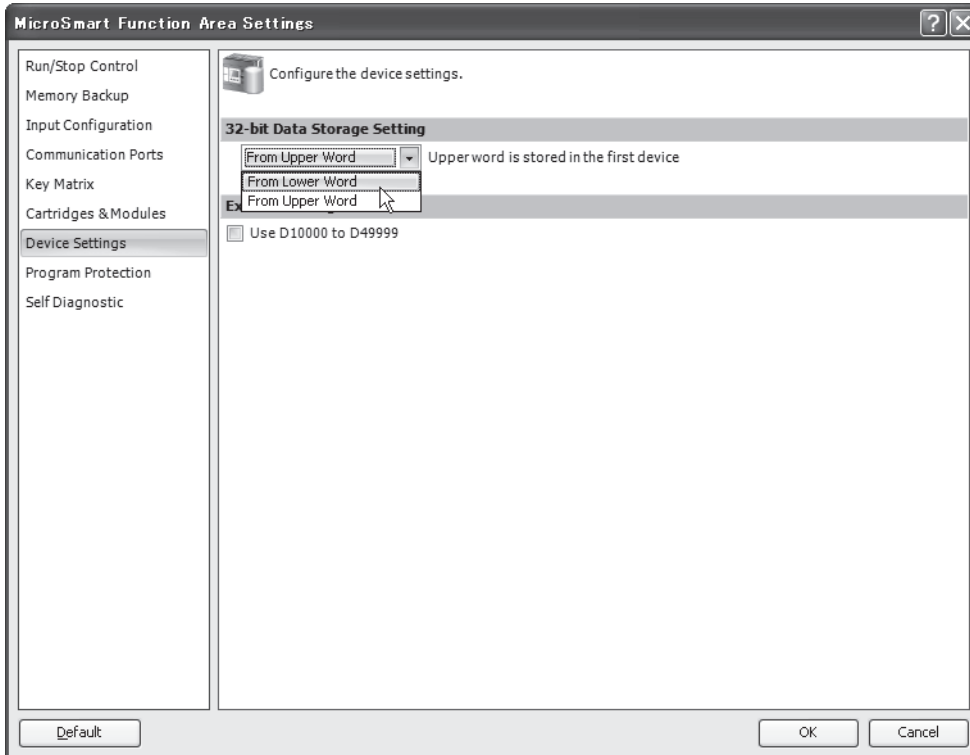 MicroSmart Function Area Settings
Run/Stop Control
Memory Backup
Input Configuration
Communication Ports
Key Matrix
Cartridges & Modules
Device Settings
Program Protection
Self Diagnostic
Configure the device settings.
32-bit Data Storage Setting
From Upper Word Upper word is stored in the first device
From Lower Word
From Upper Word
Use D10000 to D49999
Default OK Cancel